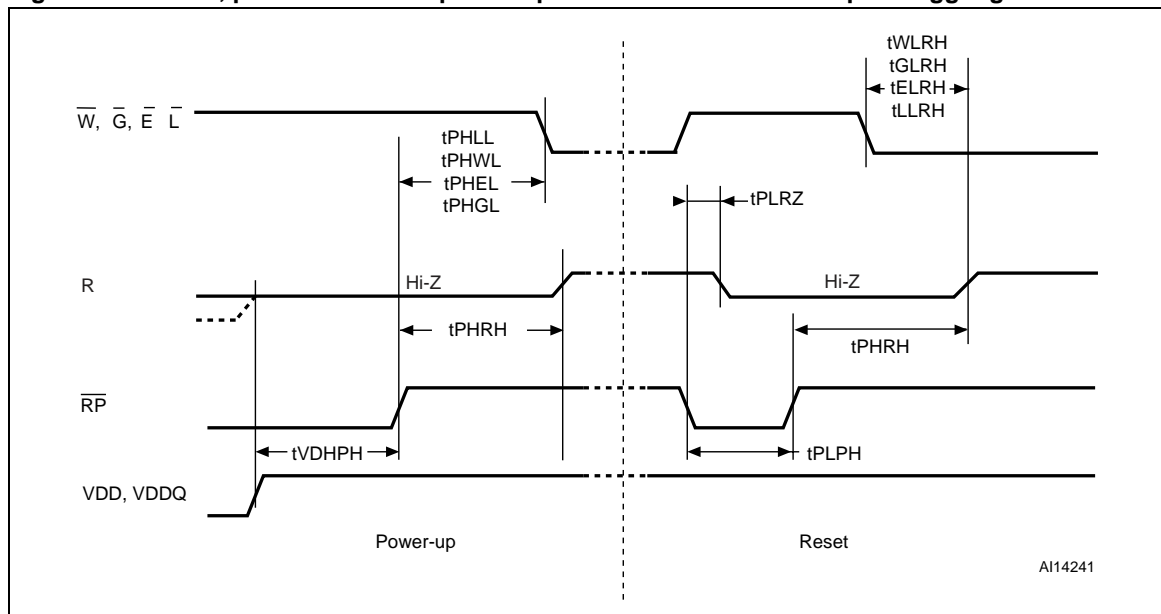 tWLRH
tGLRH
tELRH
tLLRH
W, G, E L
tPHLL
tPHWL
tPHEL
tPHGL
tPLRZ
R
Hi-Z
Hi-Z
tPHRH
tPHRH
RP
tVDHPH
tPLPH
VDD, VDDQ
Power-up
Reset
AI14241